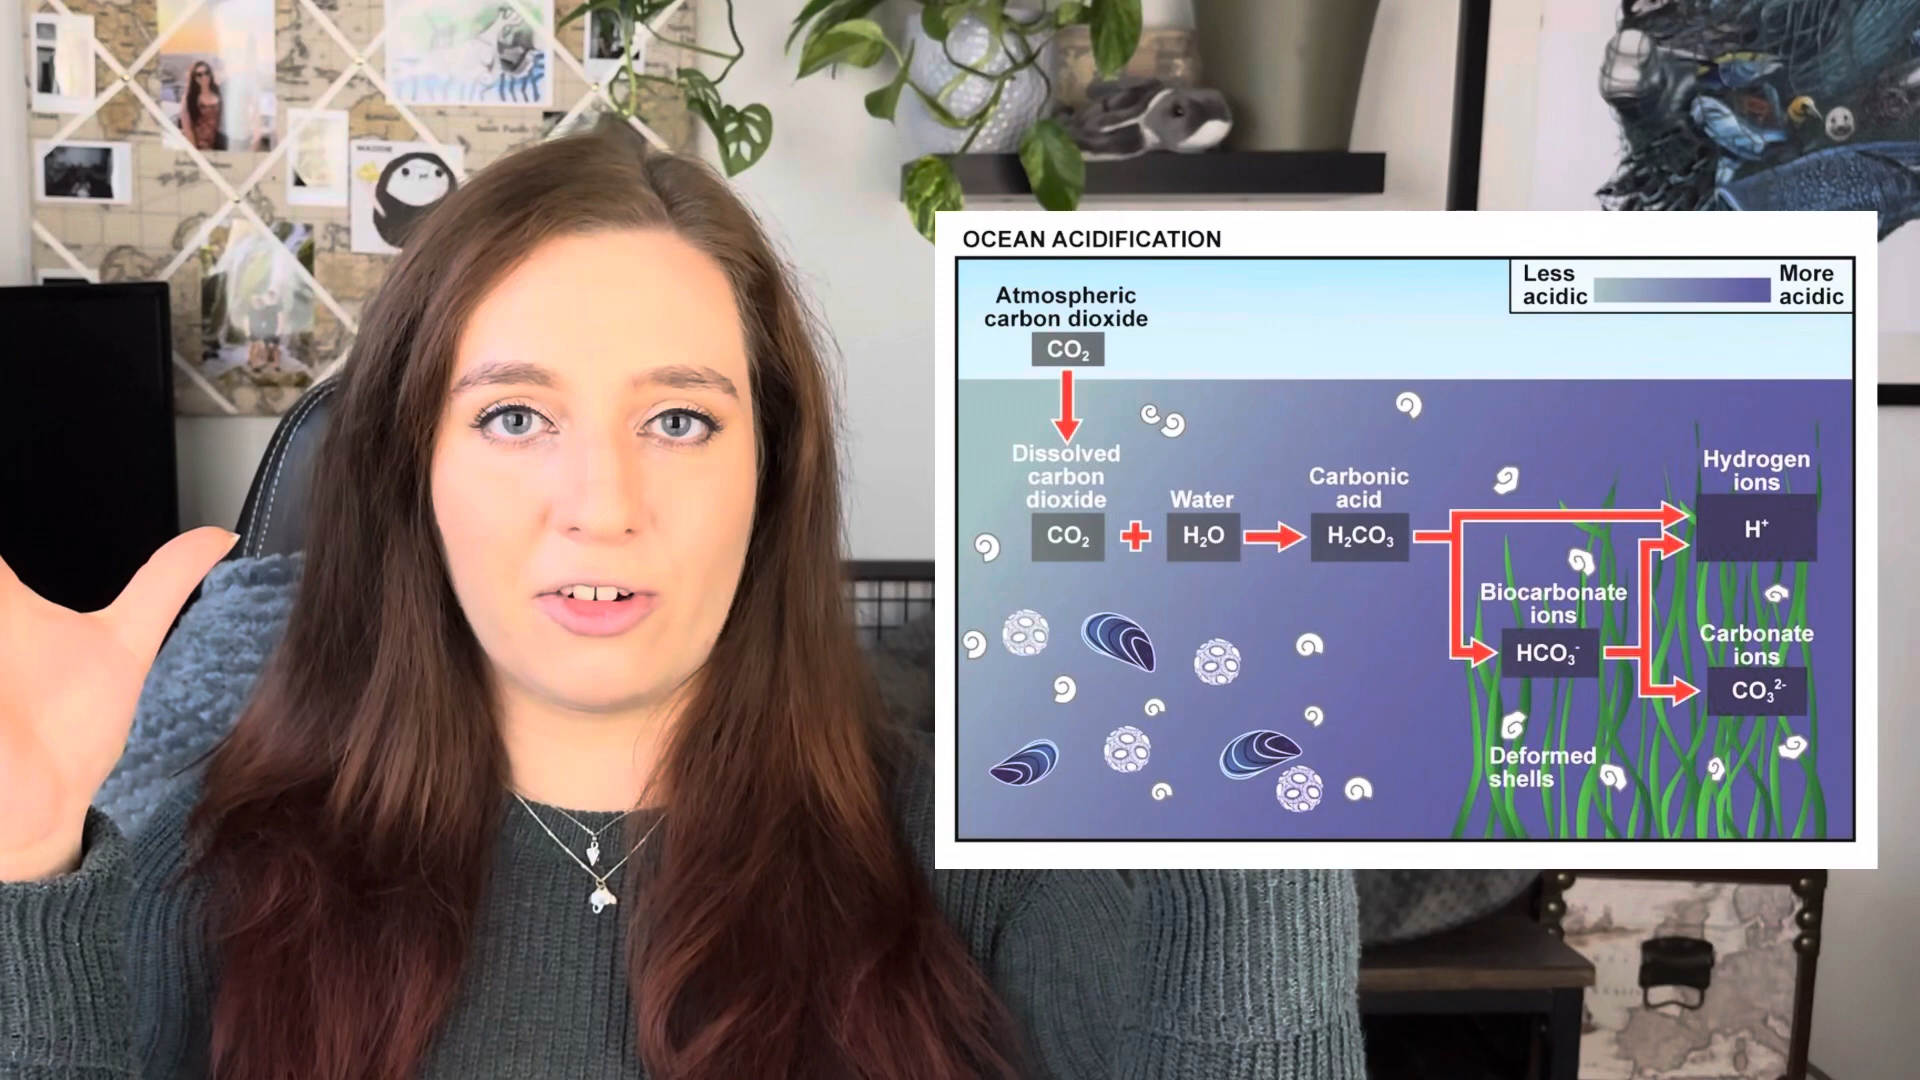 MADDIE
OCEAN ACIDIFICATION
Less
acidic
More
acidic
Atmospheric
carbon dioxide
CO₂
Dissolved
carbon
dioxide
CO₂
+
Water
H₂O
Carbonic
acid
H₂CO₃
Hydrogen
ions
H⁺
Biocarbonate
ions
HCO₃⁻
Carbonate
ions
CO₃²⁻
Deformed
shells